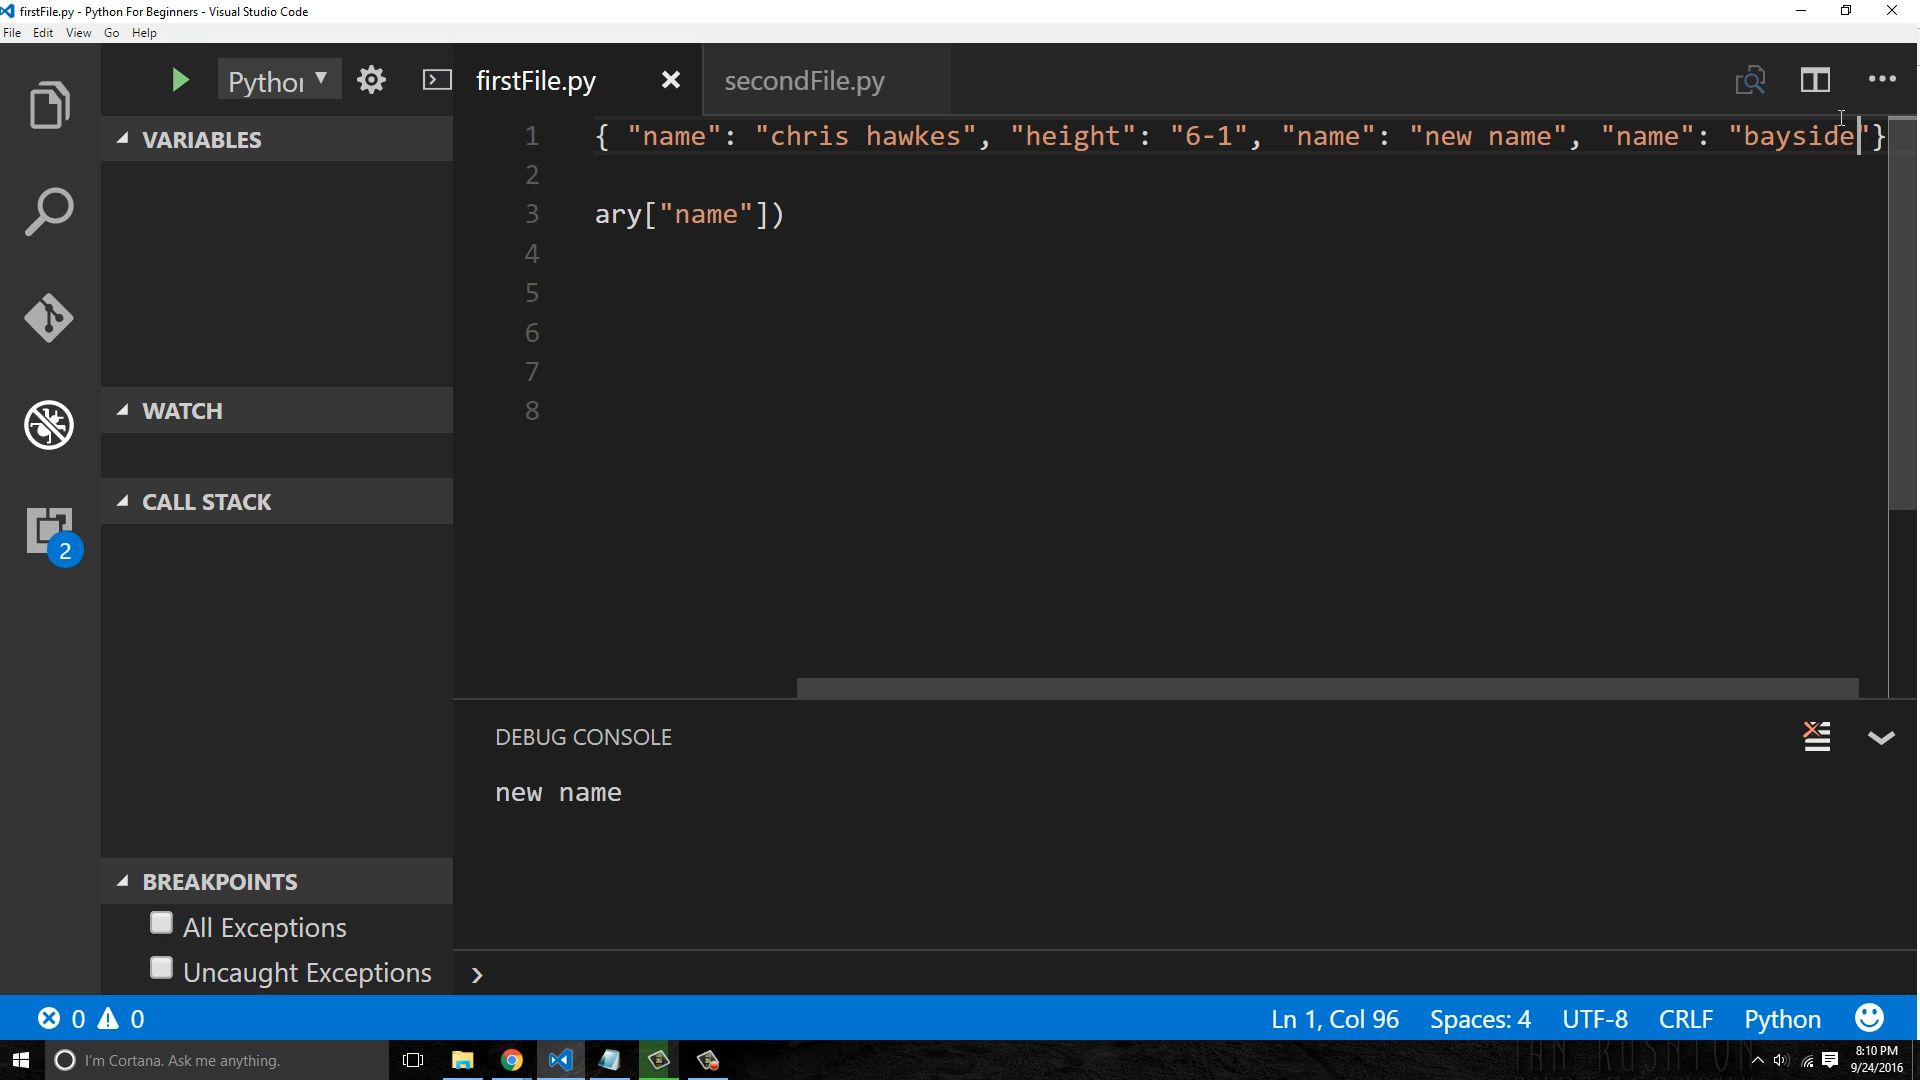 firstFile.py - Python For Beginners - Visual Studio Code
File Edit View Go Help
Pythor
firstFile.py
secondFile.py
VARIABLES
WATCH
CALL STACK
2
BREAKPOINTS
All Exceptions
Uncaught Exceptions
1 { "name": "chris hawkes", "height": "6-1", "name": "new name", "name": "bayside"}
2
3 ary["name"])
4
5
6
7
8
DEBUG CONSOLE
new name
0 0
Ln 1, Col 96 Spaces: 4 UTF-8 CRLF Python
I'm Cortana. Ask me anything.
8:10 PM
9/24/2016